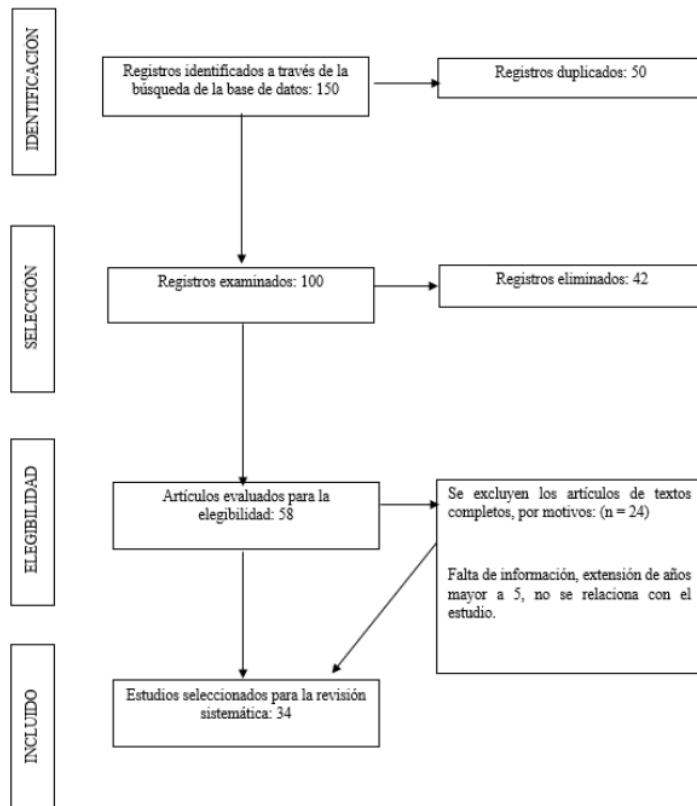 IDENTIFICACIÓN
Registros identificados a través de la
búsqueda de la base de datos: 150
Registros duplicados: 50
SELECCIÓN
Registros examinados: 100
Registros eliminados: 42
ELEGIBILIDAD
Artículos evaluados para la
elegibilidad: 58
Se excluyen los artículos de textos
completos, por motivos: (n = 24)
Falta de información, extensión de años
mayor a 5, no se relaciona con el
estudio.
INCLUIDO
Estudios seleccionados para la revisión
sistemática: 34